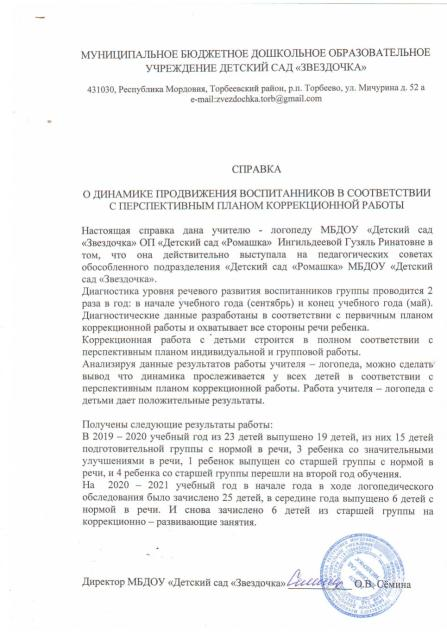 МУНИЦИПАЛЬНОЕ БЮДЖЕТНОЕ ДОШКОЛЬНОЕ ОБРАЗОВАТЕЛЬНОЕ
УЧРЕЖДЕНИЕ ДЕТСКИЙ САД «ЗВЕЗДОЧКА»
431030, Республика Мордовия, Торбеевский район, р.п. Торбеево, ул. Мичурина д. 52 а
e-mail:zvezdochka.torb@gmail.com
СПРАВКА
О ДИНАМИКЕ ПРОДВИЖЕНИЯ ВОСПИТАННИКОВ В СООТВЕТСТВИИ
С ПЕРСПЕКТИВНЫМ ПЛАНОМ КОРРЕКЦИОННОЙ РАБОТЫ
Настоящая справка дана учителю - логопеду МБДОУ «Детский сад
«Звездочка» ОП «Детский сад «Ромашка» Ингильдеевой Гузяль Ринатовне в
том, что она действительно выступала на педагогических советах
обособленного подразделения «Детский сад «Ромашка» МБДОУ «Детский
сад «Звездочка».
Диагностика уровня речевого развития воспитанников группы проводится 2
раза в год: в начале учебного года (сентябрь) и конец учебного года (май).
Диагностические данные разработаны в соответствии с первичным планом
коррекционной работы и охватывает все стороны речи ребенка.
Коррекционная работа с детьми строится в полном соответствии с
перспективным планом индивидуальной и групповой работы.
Анализируя данные результатов работы учителя – логопеда, можно сделать
вывод что динамика прослеживается у всех детей в соответствии с
перспективным планом коррекционной работы. Работа учителя – логопеда с
детьми дает положительные результаты.
Получены следующие результаты работы:
В 2019 – 2020 учебный год из 23 детей выпушено 19 детей, из них 15 детей
подготовительной группы с нормой в речи, 3 ребенка со значительными
улучшениями в речи, 1 ребенок выпущен со старшей группы с нормой в
речи, и 4 ребенка со старшей группы перешли на второй год обучения.
На 2020 – 2021 учебный год в начале года в ходе логопедического
обследования было зачислено 25 детей, в середине года выпущено 6 детей с
нормой в речи. И снова зачислено 6 детей из старшей группы на
коррекционно – развивающие занятия.
Директор МБДОУ «Детский сад «Звездочка» О.В. Сёмина